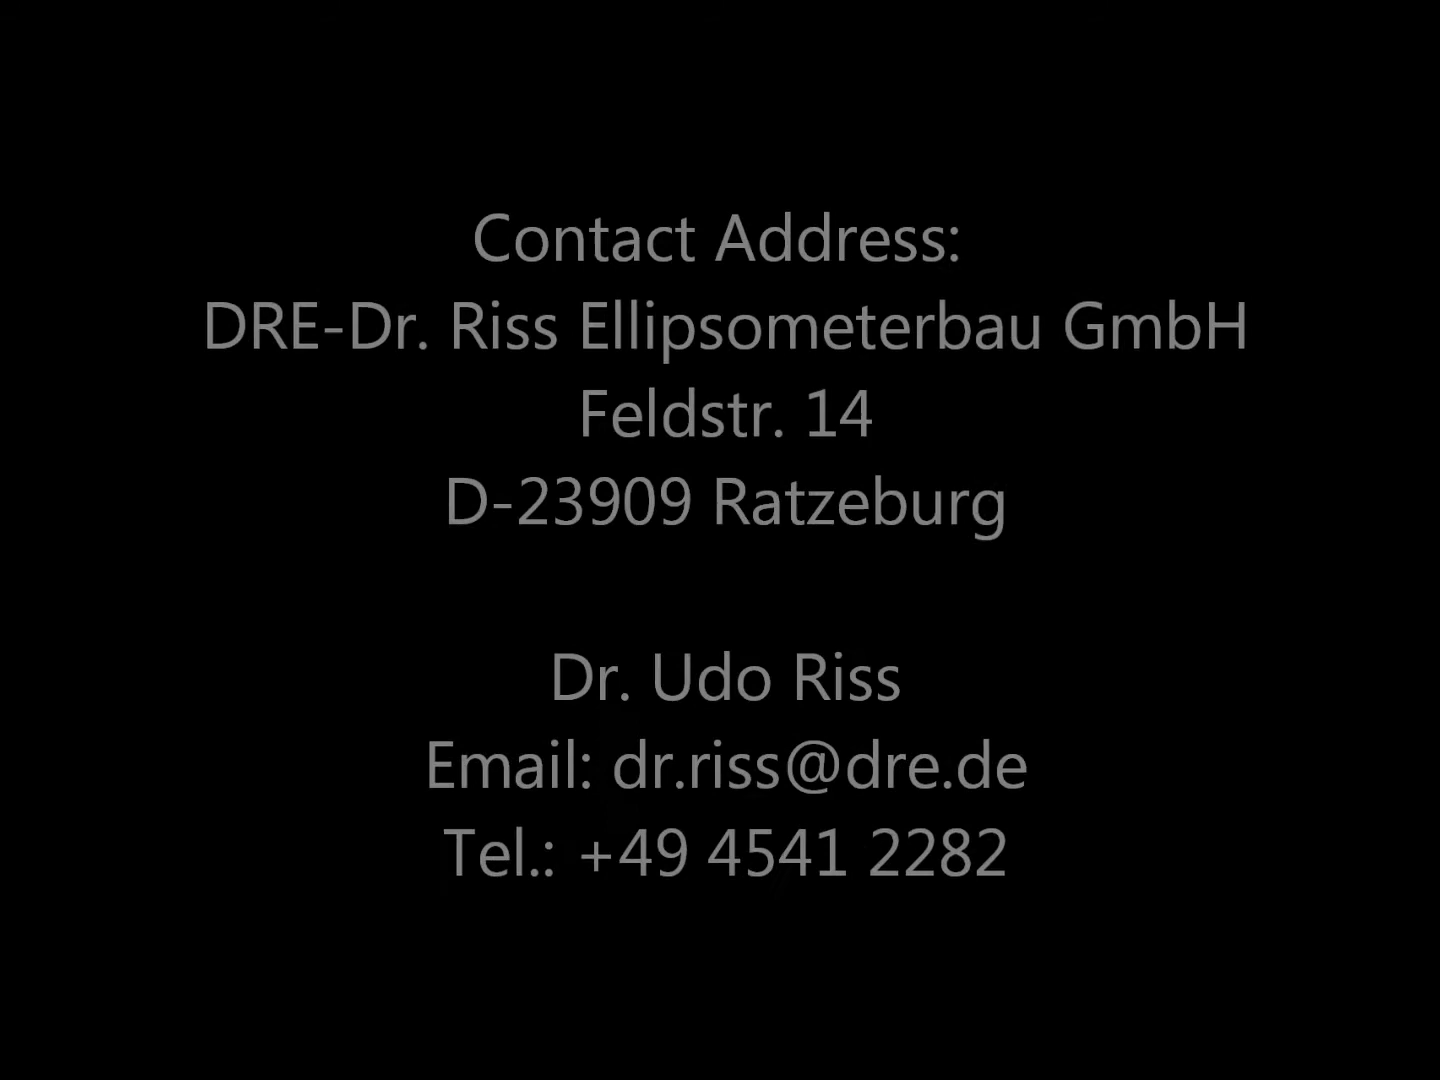 Contact Address:
DRE-Dr. Riss Ellipsometerbau GmbH
Feldstr. 14
D-23909 Ratzeburg
Dr. Udo Riss
Email: dr.riss@dre.de
Tel.: +49 4541 2282